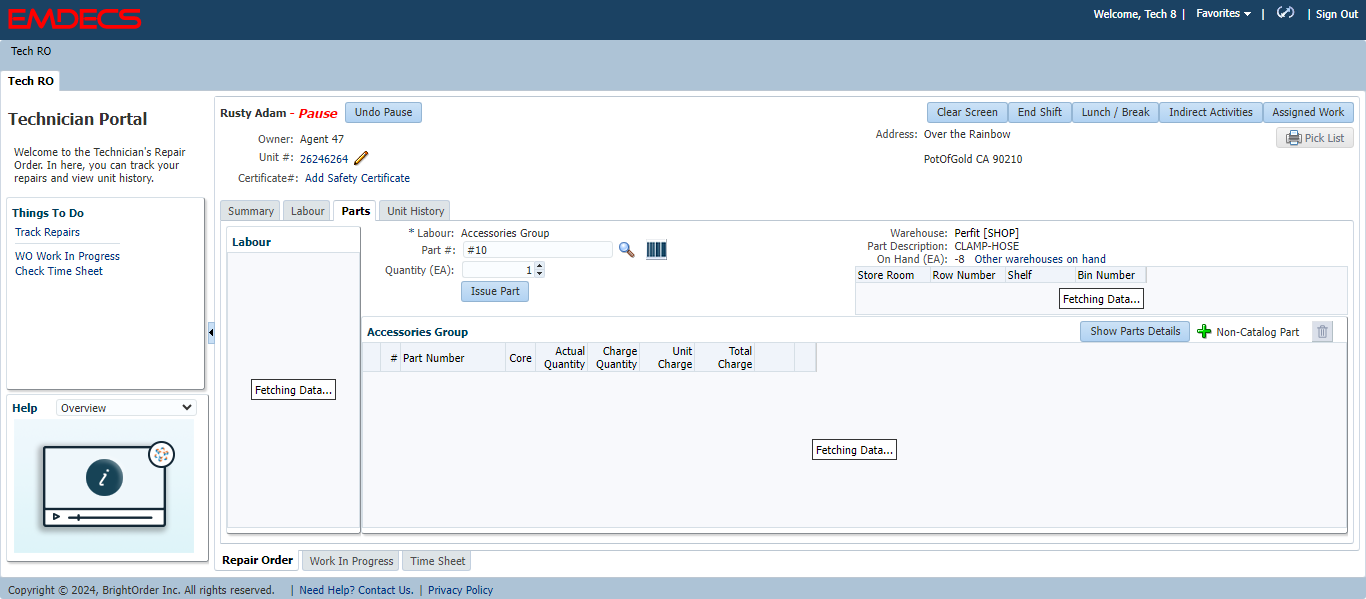 EMDECS
Welcome, Tech 8 | Favorites | | Sign Out
Tech RO
Tech RO
Technician Portal
Welcome to the Technician's Repair
Order. In here, you can track your
repairs and view unit history.
Things To Do
Track Repairs
WO Work In Progress
Check Time Sheet
Help Overview
i
Rusty Adam - Pause Undo Pause
Clear Screen End Shift Lunch / Break Indirect Activities Assigned Work
Owner: Agent 47
Unit #: 26246264
Certificate#: Add Safety Certificate
Address: Over the Rainbow
PotOfGold CA 90210
Pick List
Summary Labour Parts Unit History
Labour
Fetching Data...
* Labour: Accessories Group
Part #: #10
Quantity (EA): 1
Issue Part
Warehouse: Perfit [SHOP]
Part Description: CLAMP-HOSE
On Hand (EA): -8 Other warehouses on hand
Store Room Row Number Shelf Bin Number
Fetching Data...
Accessories Group Show Parts Details Non-Catalog Part
# Part Number Core Actual Quantity Charge Quantity Unit Charge Total Charge
Fetching Data...
Repair Order Work In Progress Time Sheet
Copyright © 2024, BrightOrder Inc. All rights reserved. | Need Help? Contact Us. | Privacy Policy